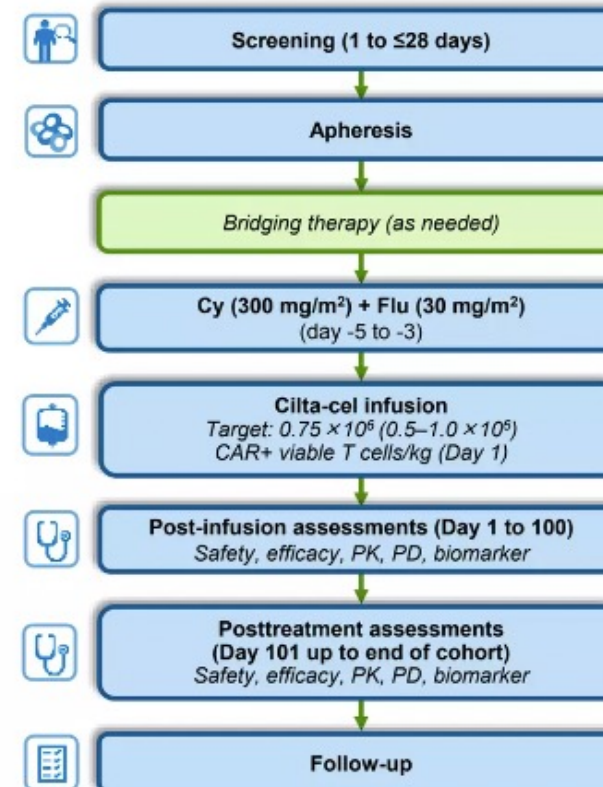 Screening (1 to ≤28 days)
Apheresis
Bridging therapy (as needed)
Cy (300 mg/m²) + Flu (30 mg/m²)
(day -5 to -3)
Cilta-cel infusion
Target: 0.75 × 10⁶ (0.5–1.0 × 10⁶)
CAR+ viable T cells/kg (Day 1)
Post-infusion assessments (Day 1 to 100)
Safety, efficacy, PK, PD, biomarker
Posttreatment assessments
(Day 101 up to end of cohort)
Safety, efficacy, PK, PD, biomarker
Follow-up